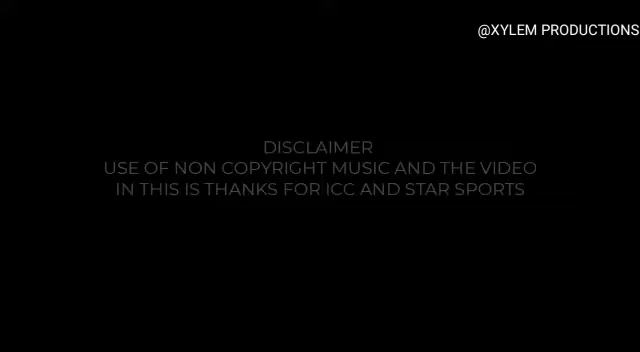 @XYLEM PRODUCTIONS
DISCLAIMER
USE OF NON COPYRIGHT MUSIC AND THE VIDEO
IN THIS IS THANKS FOR ICC AND STAR SPORTS